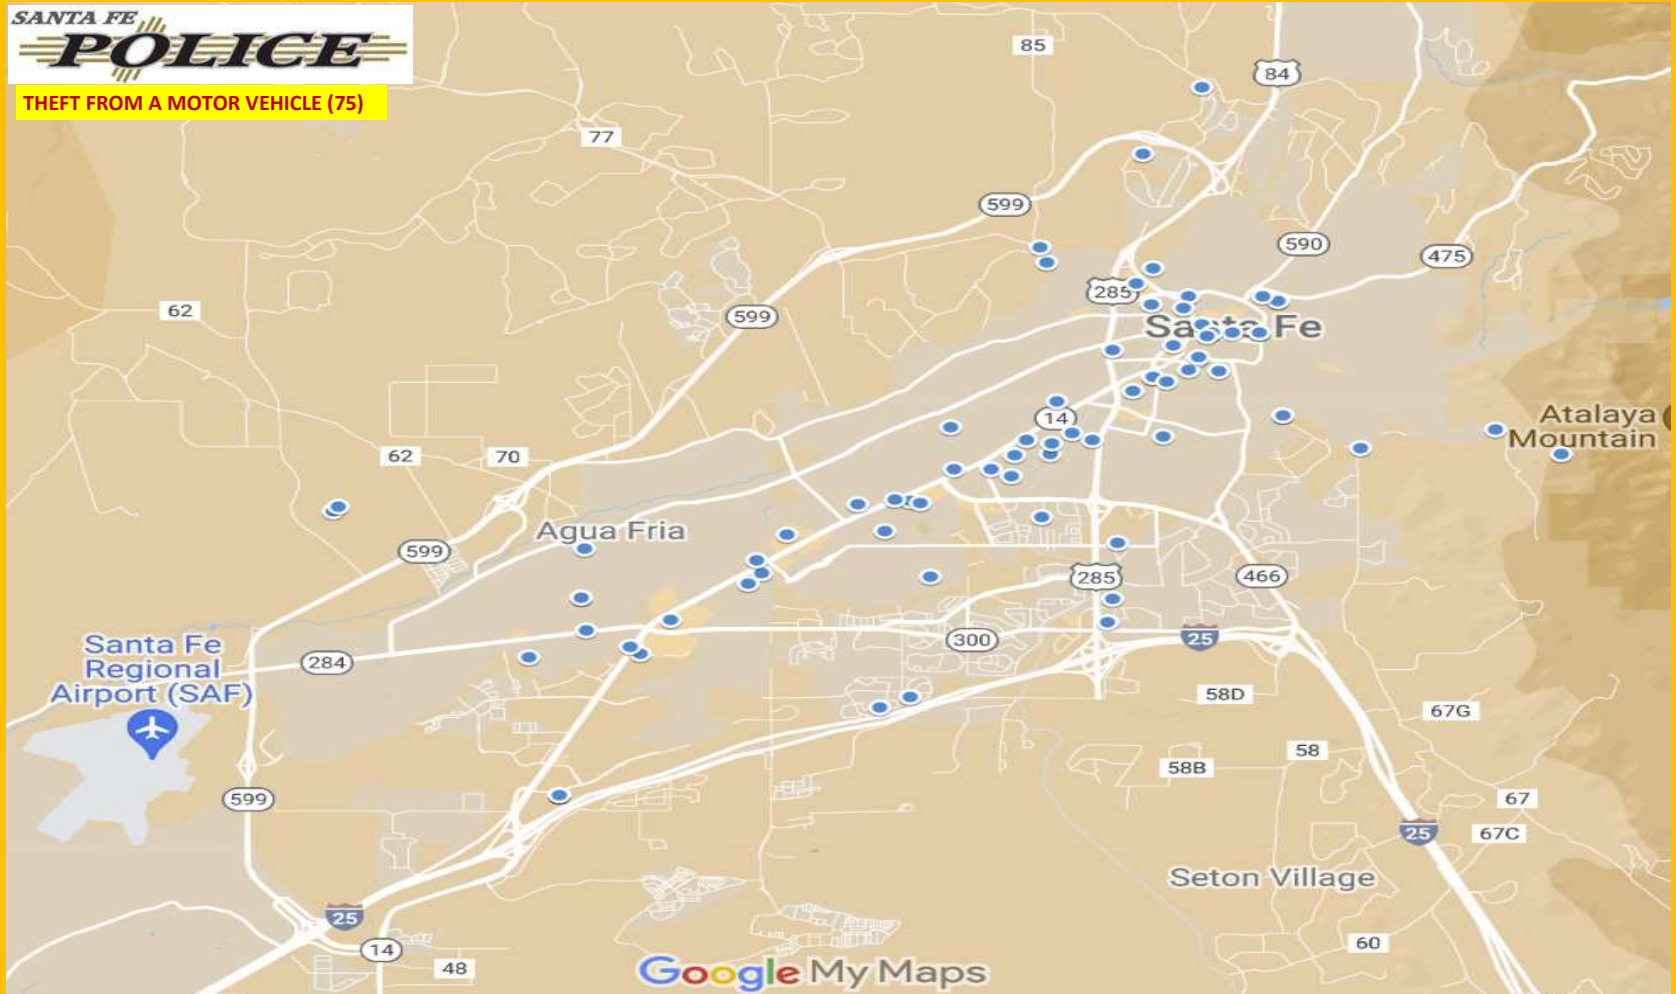 SANTA FE
POLICE
THEFT FROM A MOTOR VEHICLE (75)
85
84
77
599
590
475
285
62
599
Santa Fe
14
Atalaya
Mountain
62
70
Agua Fria
599
285
466
Santa Fe
Regional
Airport (SAF)
284
300
25
58D
67G
58
58B
599
67
25
67C
Seton Village
25
14
60
48
Google My Maps